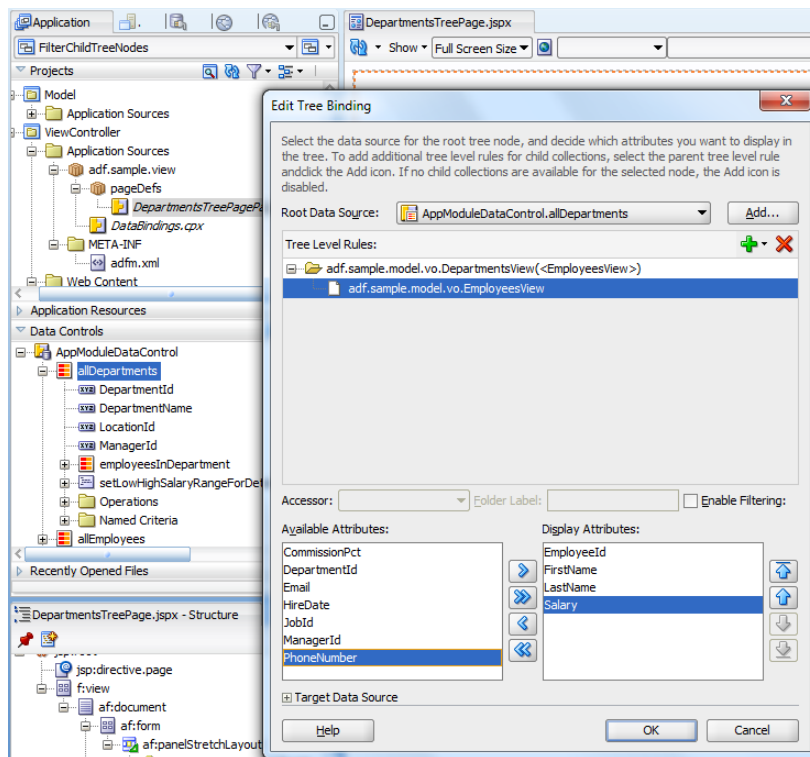 Application
FilterChildTreeNodes
Projects
Model
Application Sources
ViewController
Application Sources
adf.sample.view
pageDefs
DepartmentsTreePagePa
DataBindings.cpx
META-INF
adfm.xml
Web Content
Application Resources
Data Controls
AppModuleDataControl
allDepartments
DepartmentId
DepartmentName
LocationId
ManagerId
employeesInDepartment
setLowHighSalaryRangeForDet
Operations
Named Criteria
allEmployees
Recently Opened Files
DepartmentsTreePage.jspx - Structure
jsp:directive.page
f:view
af:document
af:form
af:panelStretchLayout
DepartmentsTreePage.jspx
Show
Full Screen Size
Edit Tree Binding
Select the data source for the root tree node, and decide which attributes you want to display in
the tree. To add additional tree level rules for child collections, select the parent tree level rule
andclick the Add icon. If no child collections are available for the selected node, the Add icon is
disabled.
Root Data Source: AppModuleDataControl.allDepartments Add...
Tree Level Rules:
adf.sample.model.vo.DepartmentsView(<EmployeesView>)
adf.sample.model.vo.EmployeesView
Accessor: Folder Label: Enable Filtering:
Available Attributes:
CommissionPct
DepartmentId
Email
HireDate
JobId
ManagerId
PhoneNumber
Display Attributes:
EmployeeId
FirstName
LastName
Salary
Target Data Source
Help OK Cancel